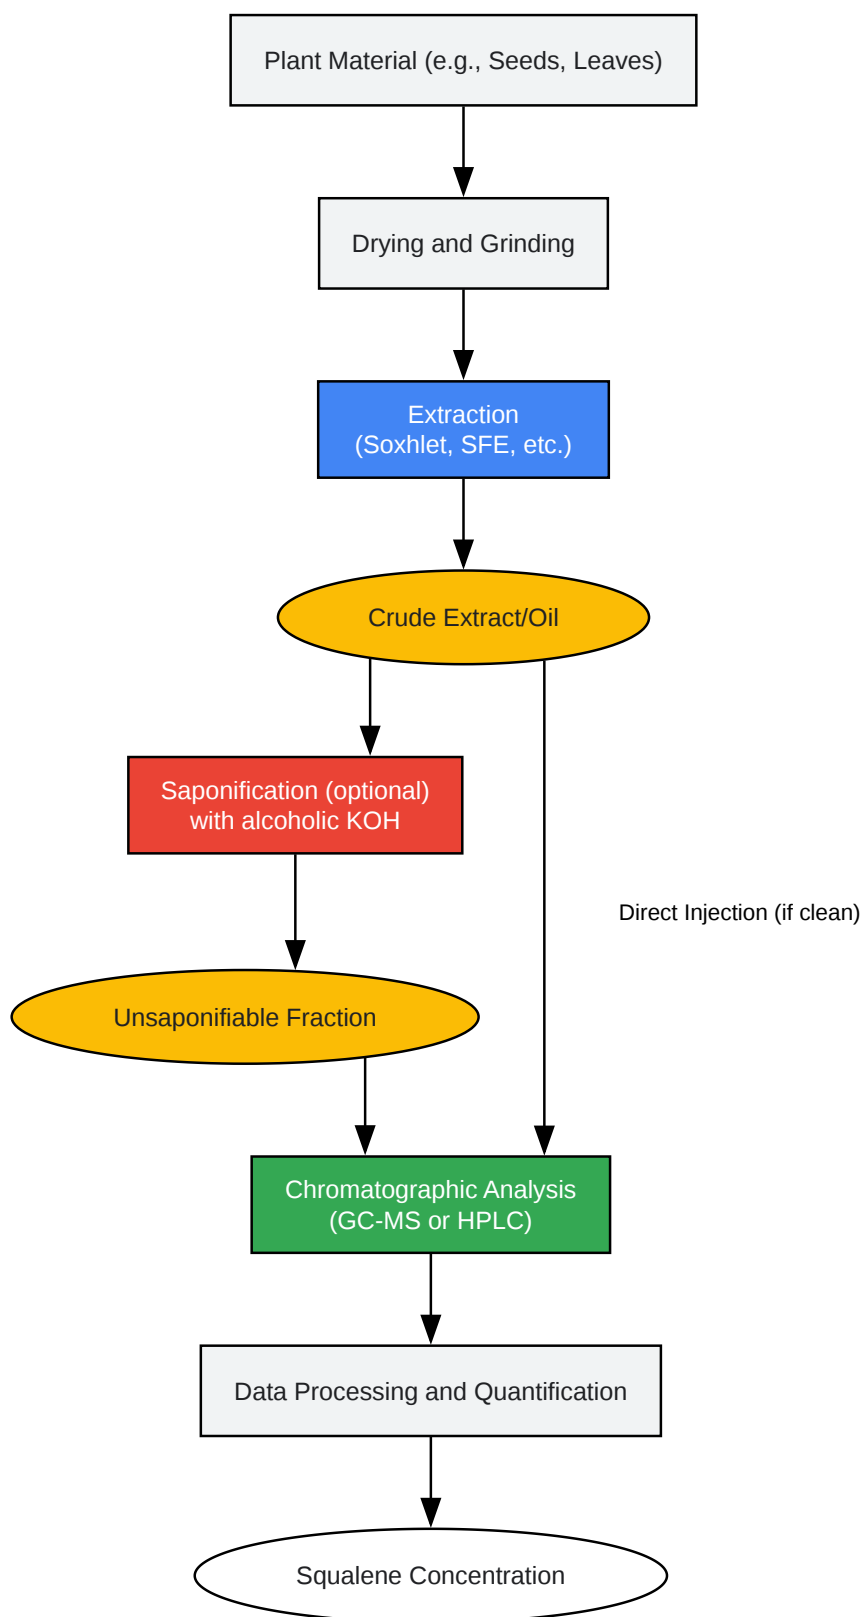 Plant Material (e.g., Seeds, Leaves)
Drying and Grinding
Extraction
(Soxhlet, SFE, etc.)
Crude Extract/Oil
Saponification (optional)
with alcoholic KOH
Direct Injection (if clean)
Unsaponifiable Fraction
Chromatographic Analysis
(GC-MS or HPLC)
Data Processing and Quantification
Squalene Concentration